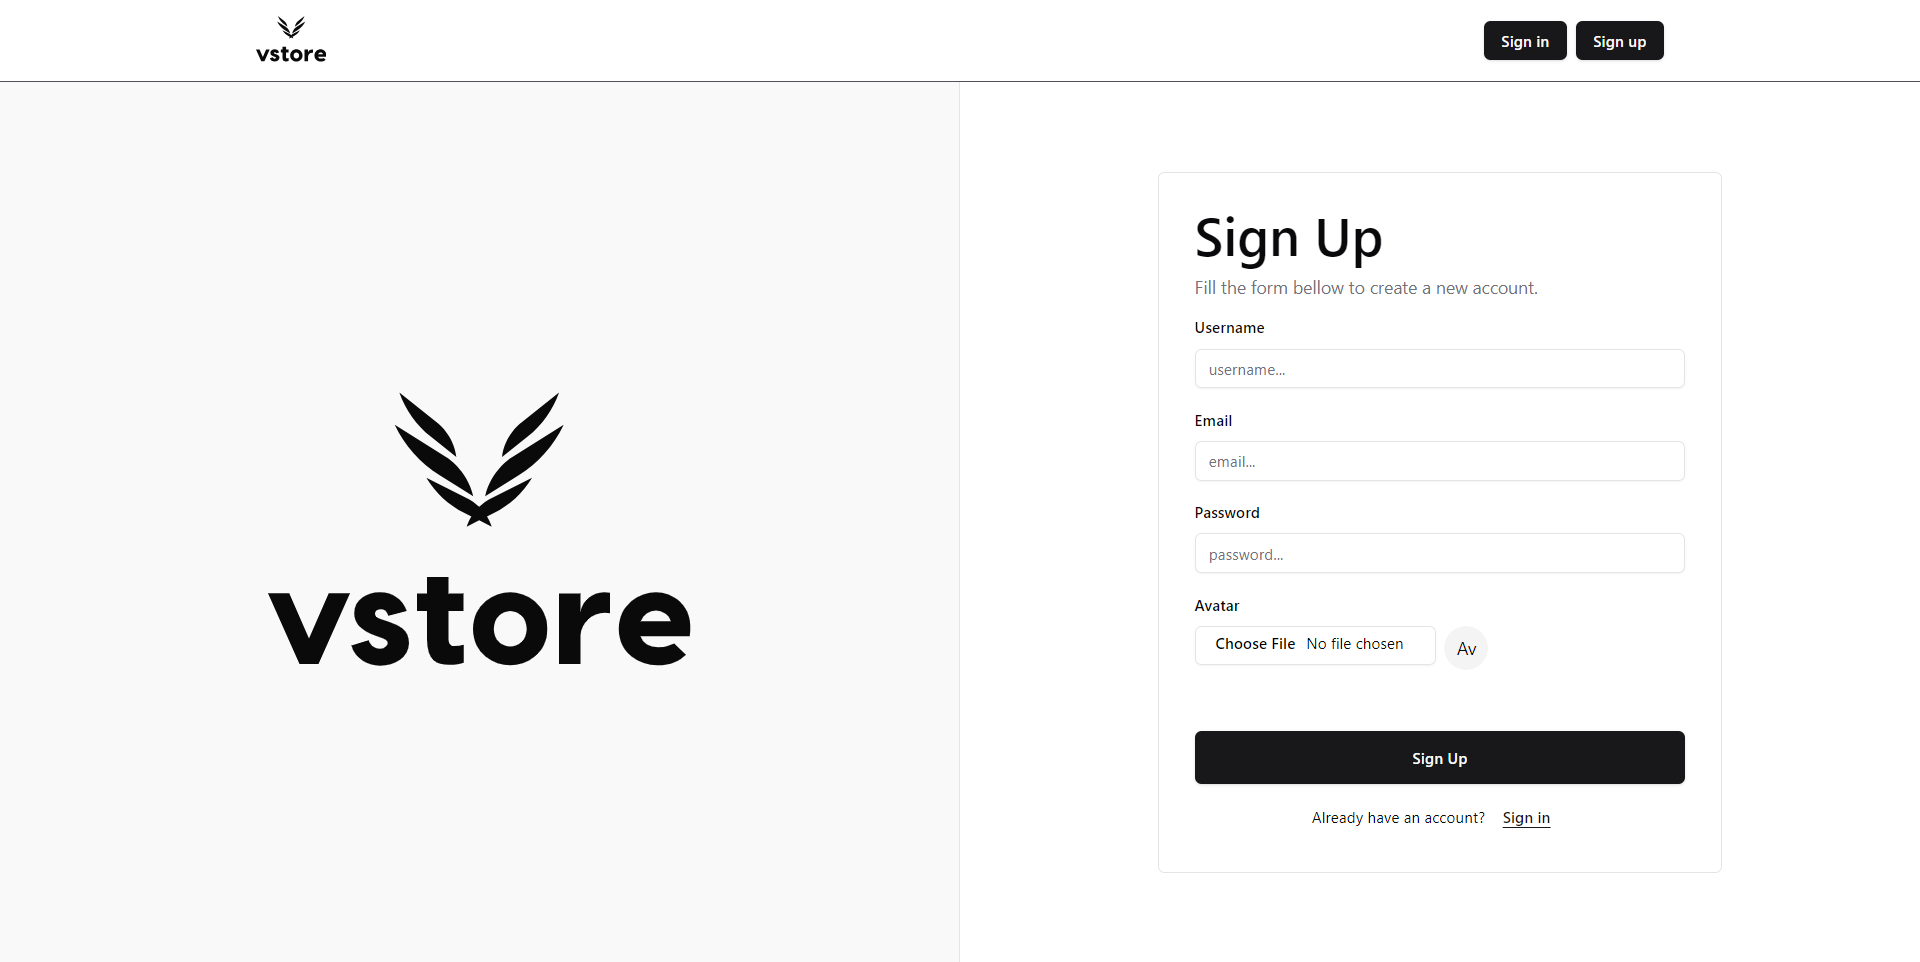 vstore
Sign in
Sign up
vstore
Sign Up
Fill the form bellow to create a new account.
Username
username...
Email
email...
Password
password...
Avatar
Choose File No file chosen
Av
Sign Up
Already have an account? Sign in